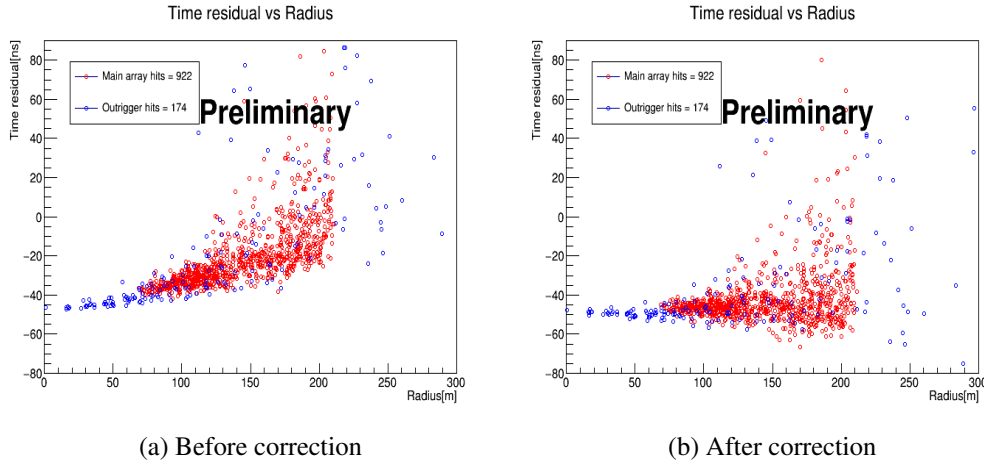 Time residual vs Radius
Time residual[ns]
80
60
40
20
0
−20
−40
−60
−80
Main array hits = 922
Outrigger hits = 174
Preliminary
0
50
100
150
200
250
300
Radius[m]
(a) Before correction
Time residual vs Radius
Time residual[ns]
80
60
40
20
0
−20
−40
−60
−80
Main array hits = 922
Outrigger hits = 174
Preliminary
0
50
100
150
200
250
300
Radius[m]
(b) After correction